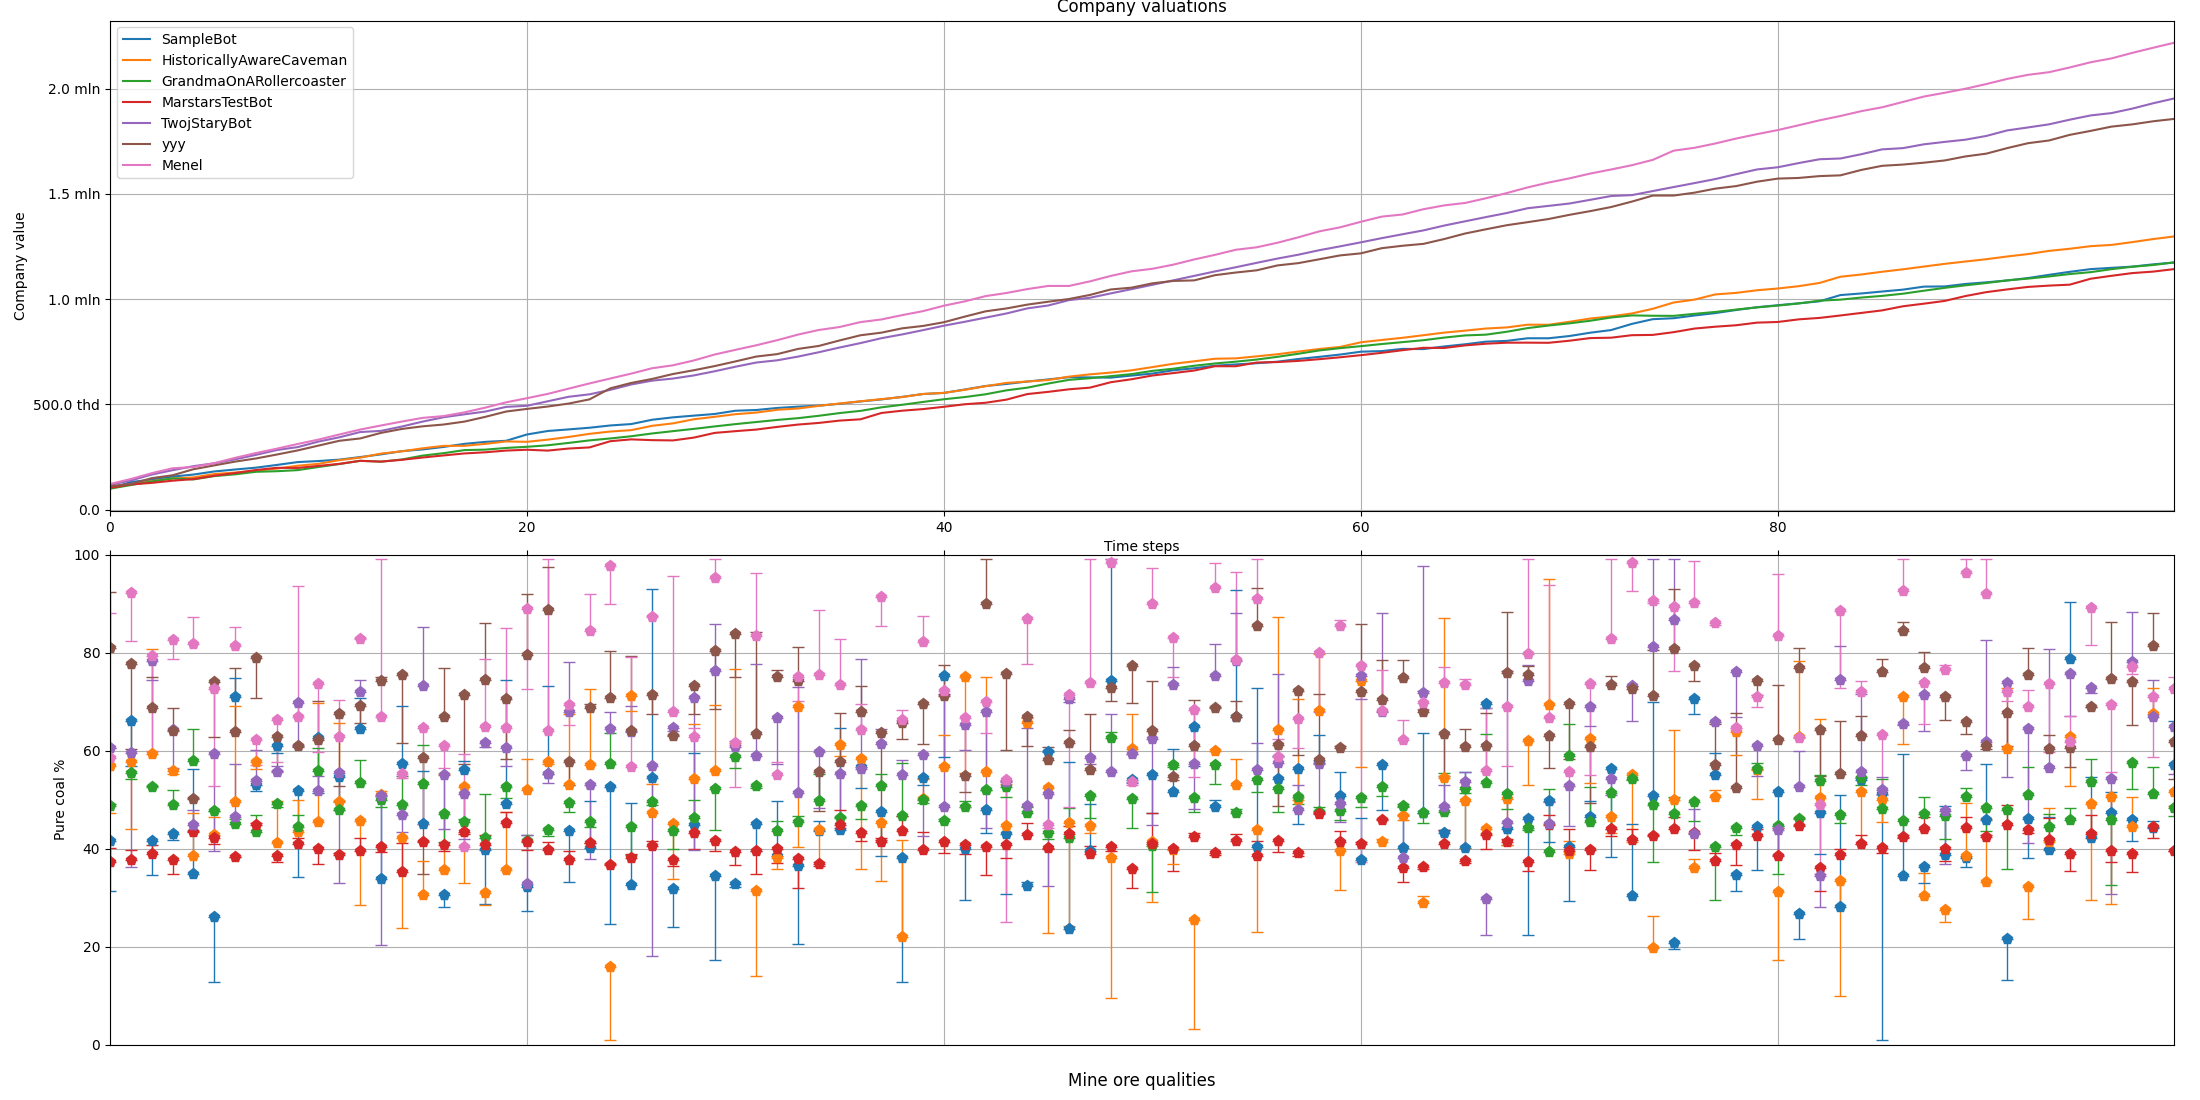 Company valuations
SampleBot
HistoricallyAwareCaveman
GrandmaOnARollercoaster
MarstarsTestBot
TwojStaryBot
yyy
Menel
Company value
2.0 mln
1.5 mln
1.0 mln
500.0 thd
0.0
0 20 40 60 80
Time steps
Pure coal %
100
80
60
40
20
0
Mine ore qualities